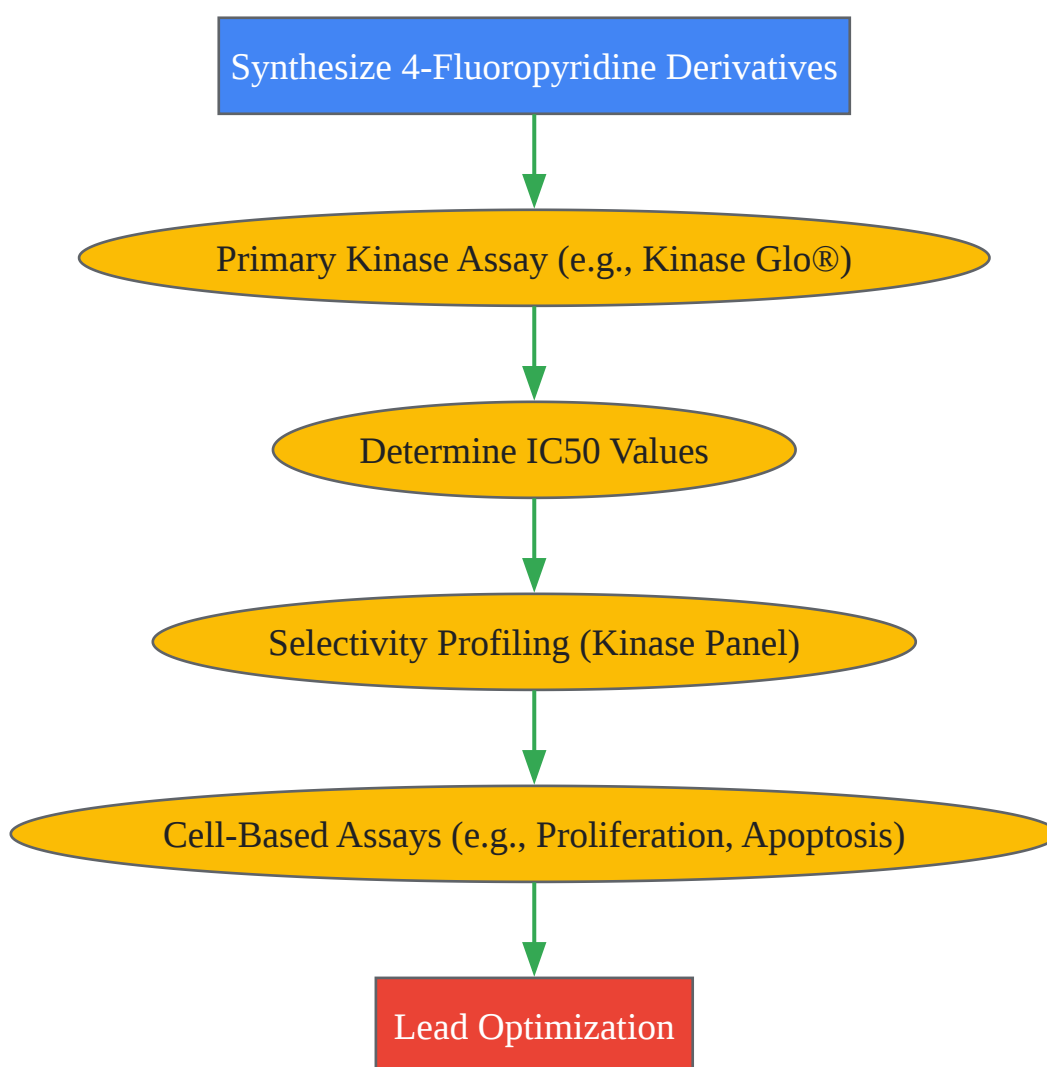 Synthesize 4-Fluoropyridine Derivatives
Primary Kinase Assay (e.g., Kinase Glo®)
Determine IC50 Values
Selectivity Profiling (Kinase Panel)
Cell-Based Assays (e.g., Proliferation, Apoptosis)
Lead Optimization